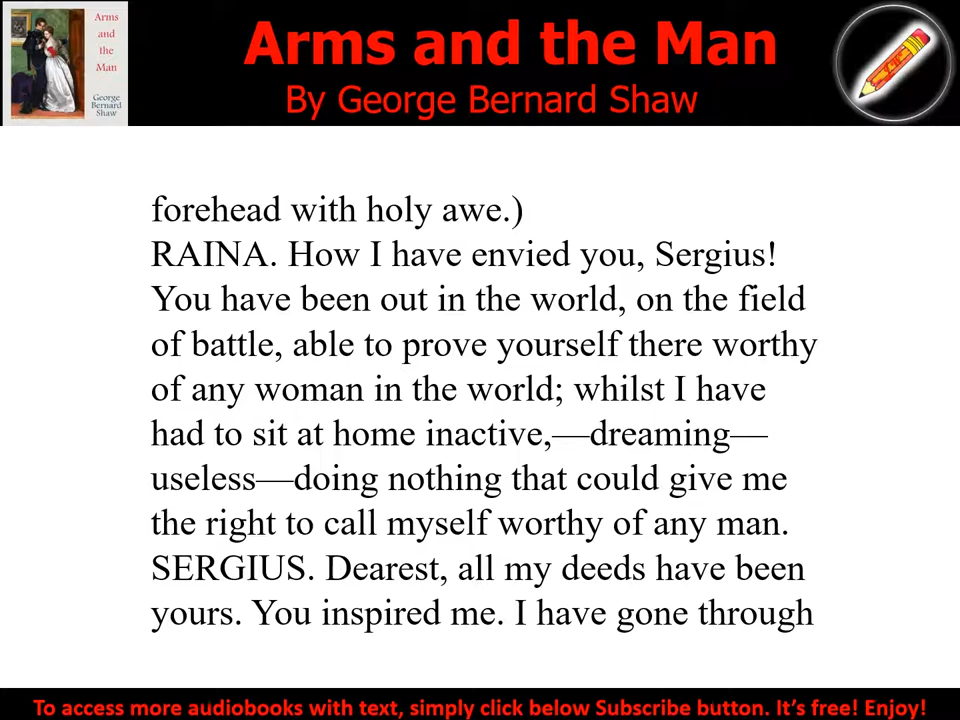 Arms
and
the
Man
George
Bernard
Shaw
Arms and the Man
By George Bernard Shaw
forehead with holy awe.)
RAINA. How I have envied you, Sergius!
You have been out in the world, on the field
of battle, able to prove yourself there worthy
of any woman in the world; whilst I have
had to sit at home inactive,—dreaming—
useless—doing nothing that could give me
the right to call myself worthy of any man.
SERGIUS. Dearest, all my deeds have been
yours. You inspired me. I have gone through
To access more audiobooks with text, simply click below Subscribe button. It's free! Enjoy!